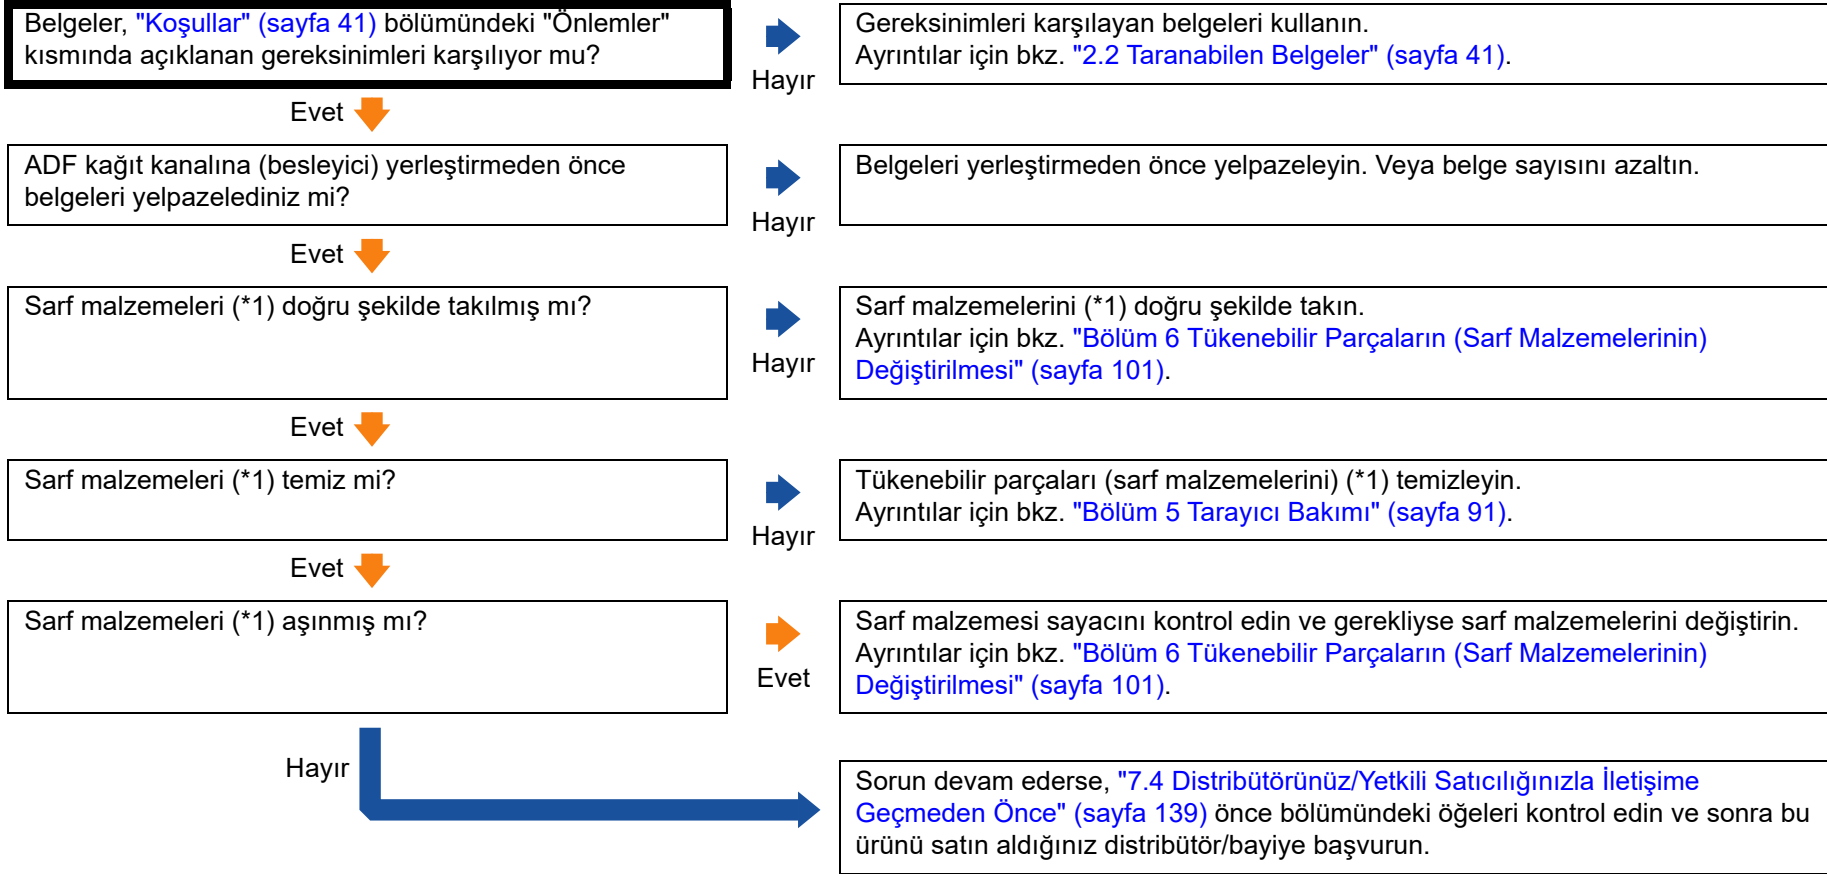 Belgeler, "Koşullar" (sayfa 41) bölümündeki "Önlemler"
kısmında açıklanan gereksinimleri karşılıyor mu?
Hayır
Gereksinimleri karşılayan belgeleri kullanın.
Ayrıntılar için bkz. "2.2 Taranabilen Belgeler" (sayfa 41).
Evet
ADF kağıt kanalına (besleyici) yerleştirmeden önce
belgeleri yelpazelediniz mi?
Hayır
Belgeleri yerleştirmeden önce yelpazeleyin. Veya belge sayısını azaltın.
Evet
Sarf malzemeleri (*1) doğru şekilde takılmış mı?
Hayır
Sarf malzemelerini (*1) doğru şekilde takın.
Ayrıntılar için bkz. "Bölüm 6 Tükenebilir Parçaların (Sarf Malzemelerinin)
Değiştirilmesi" (sayfa 101).
Evet
Sarf malzemeleri (*1) temiz mi?
Hayır
Tükenebilir parçaları (sarf malzemelerini) (*1) temizleyin.
Ayrıntılar için bkz. "Bölüm 5 Tarayıcı Bakımı" (sayfa 91).
Evet
Sarf malzemeleri (*1) aşınmış mı?
Evet
Sarf malzemesi sayacını kontrol edin ve gerekliyse sarf malzemelerini değiştirin.
Ayrıntılar için bkz. "Bölüm 6 Tükenebilir Parçaların (Sarf Malzemelerinin)
Değiştirilmesi" (sayfa 101).
Hayır
Sorun devam ederse, "7.4 Distribütörünüz/Yetkili Satıcılığınızla İletişime
Geçmeden Önce" (sayfa 139) önce bölümündeki öğeleri kontrol edin ve sonra bu
ürünü satın aldığınız distribütör/bayiye başvurun.